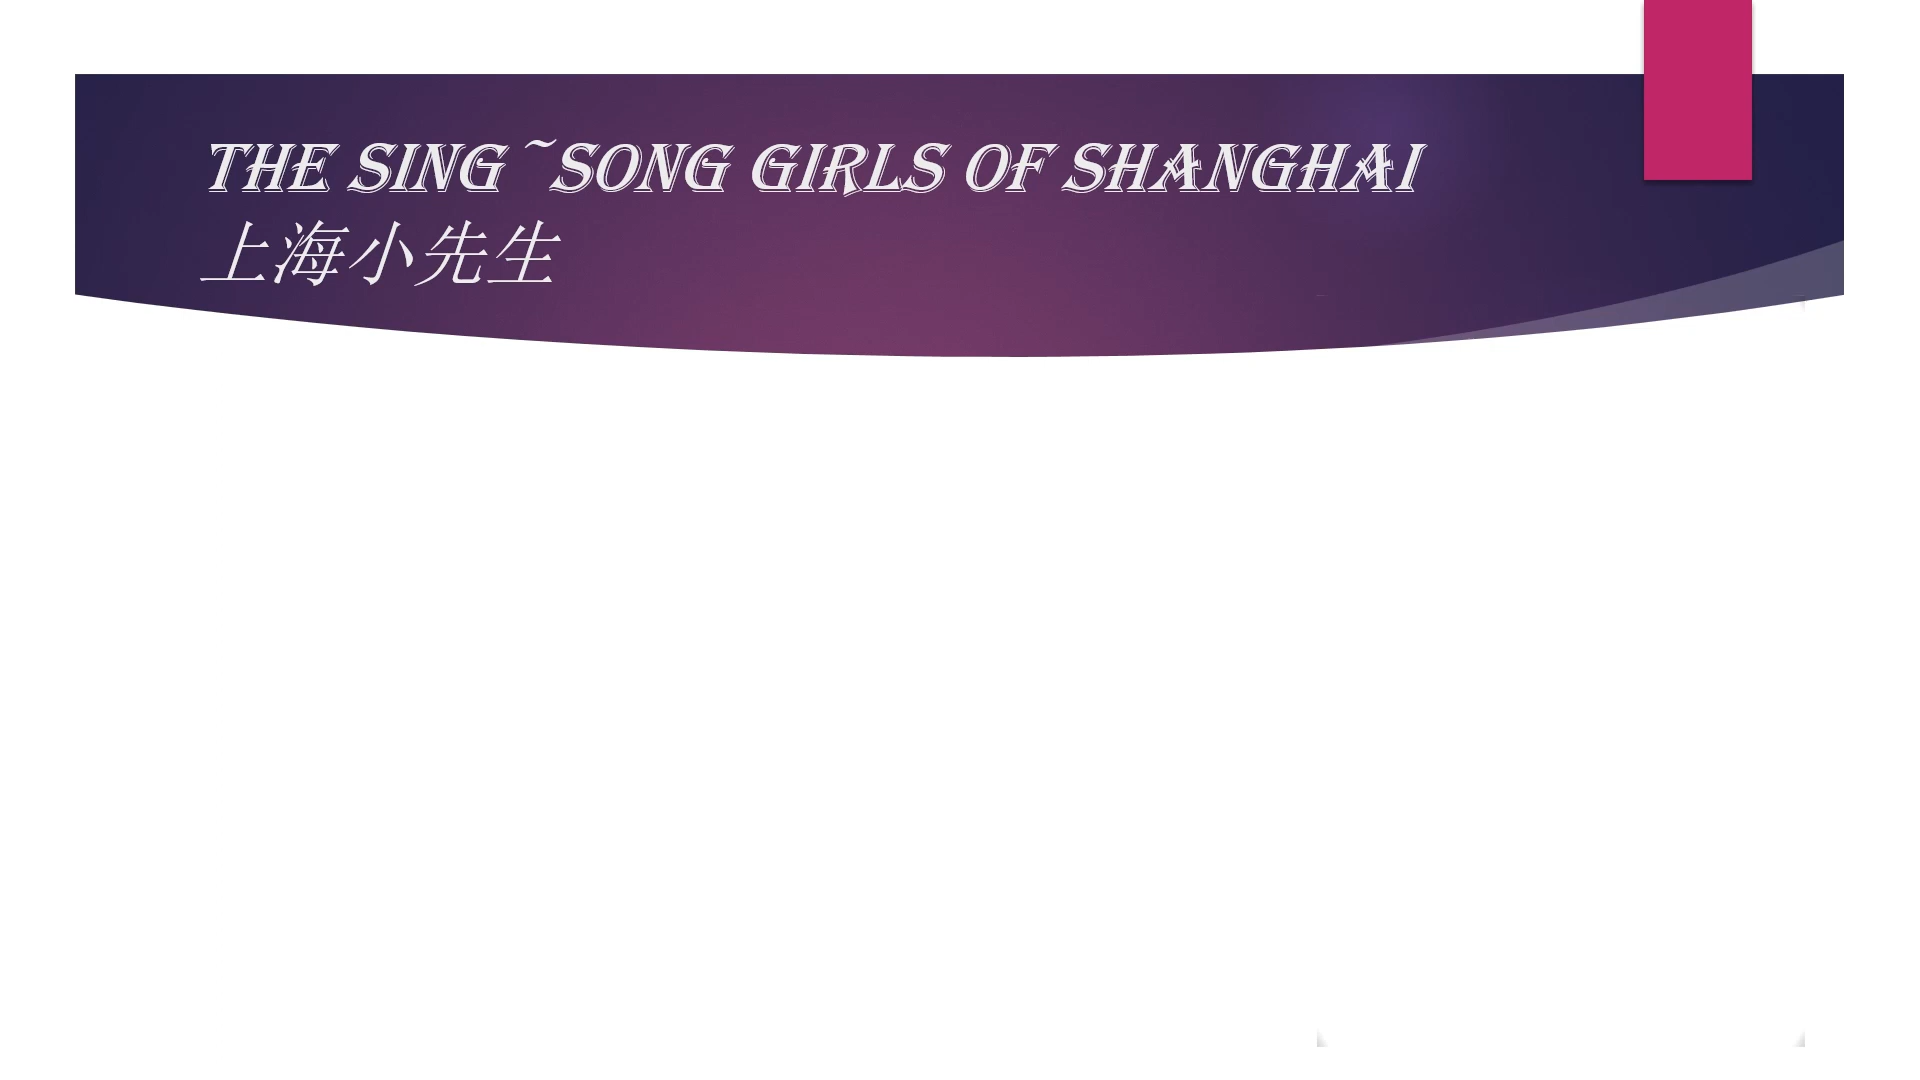 THE SING~SONG GIRLS OF SHANGHAI
上海小先生